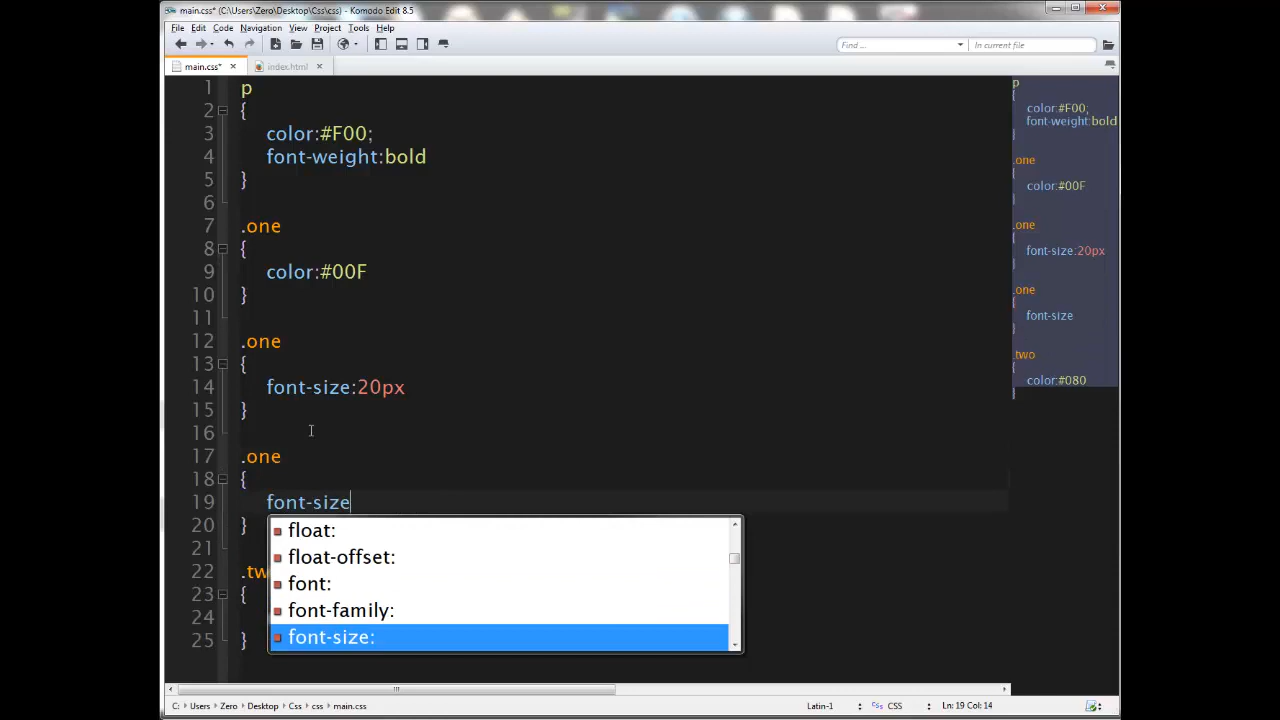 main.css* (C:\Users\Zero\Desktop\Css\css) - Komodo Edit 8.5
File Edit Code Navigation View Project Tools Help
Find ... In current file
main.css* index.html
1 p
2 {
3 color:#F00;
4 font-weight:bold
5 }
6
7 .one
8 {
9 color:#00F
10 }
11
12 .one
13 {
14 font-size:20px
15 }
16
17 .one
18 {
19 font-size
20 }
21
22 .tw
23 {
24
25 }
float:
float-offset:
font:
font-family:
font-size:
p
{
color:#F00;
font-weight:bold
}
.one
{
color:#00F
}
.one
{
font-size:20px
}
.one
{
font-size
}
.two
{
color:#080
}
C: Users Zero Desktop Css css main.css Latin-1 CSS Ln: 19 Col: 14